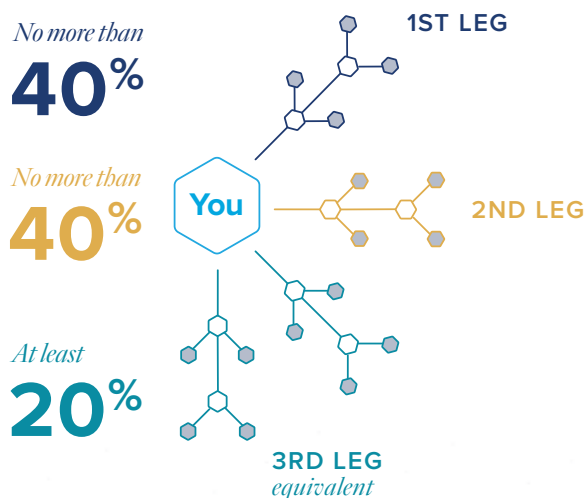 No more than
40%
1ST LEG
No more than
40%
You
2ND LEG
At least
20%
3RD LEG
equivalent